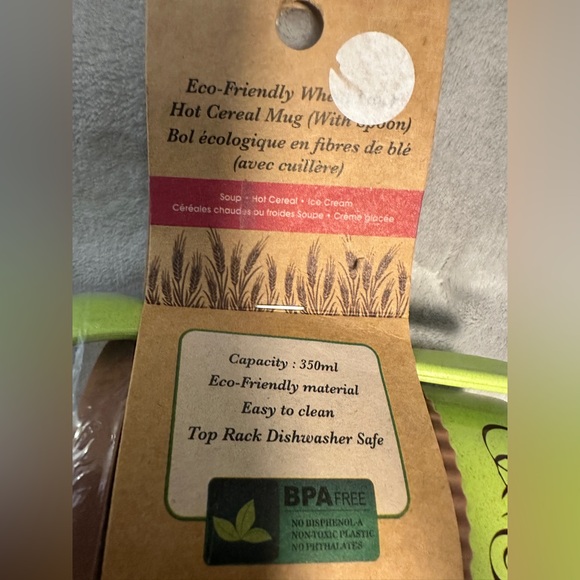 Eco-Friendly
Hot Cereal Mug (With Spoon)
Bol écologique en fibres de blé
(avec cuillère)
Soup • Hot Cereal • Ice Cream
Céréales chaudes ou froides Soupe • Crème glacée
Capacity : 350ml
Eco-Friendly material
Easy to clean
Top Rack Dishwasher Safe
BPA FREE
NO BISPHENOL-A
NON-TOXIC PLASTIC
NO PHTHALATES